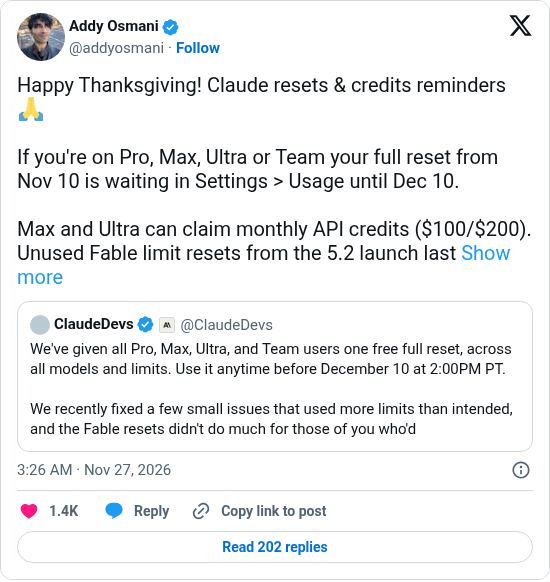 Addy Osmani
@addyosmani · Follow
Happy Thanksgiving! Claude resets & credits reminders
🙏
If you're on Pro, Max, Ultra or Team your full reset from
Nov 10 is waiting in Settings > Usage until Dec 10.
Max and Ultra can claim monthly API credits ($100/$200).
Unused Fable limit resets from the 5.2 launch last Show
more
ClaudeDevs @ClaudeDevs
We've given all Pro, Max, Ultra, and Team users one free full reset, across
all models and limits. Use it anytime before December 10 at 2:00PM PT.
We recently fixed a few small issues that used more limits than intended,
and the Fable resets didn't do much for those of you who'd
3:26 AM · Nov 27, 2026
1.4K Reply Copy link to post
Read 202 replies